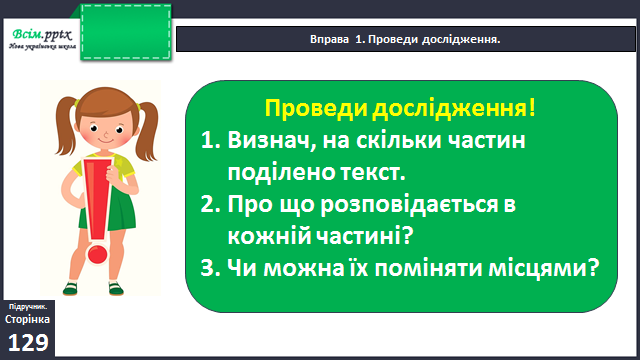 Всім.pptx
Нова українська школа
Вправа 1. Проведи дослідження.
Проведи дослідження!
1. Визнач, на скільки частин
поділено текст.
2. Про що розповідається в
кожній частині?
3. Чи можна їх поміняти місцями?
Підручник.
Сторінка
129